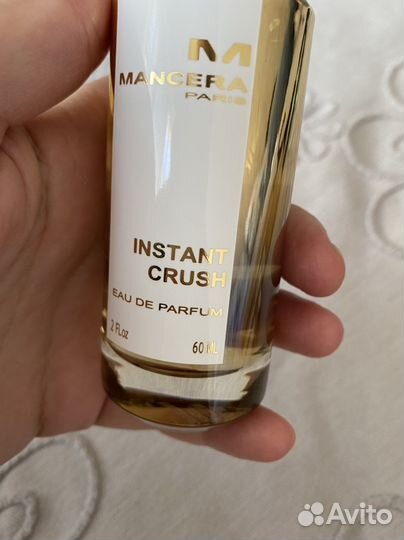 M
MANCERA
PARIS
INSTANT
CRUSH
EAU DE PARFUM
2 FL.oz 60 ML
Avito